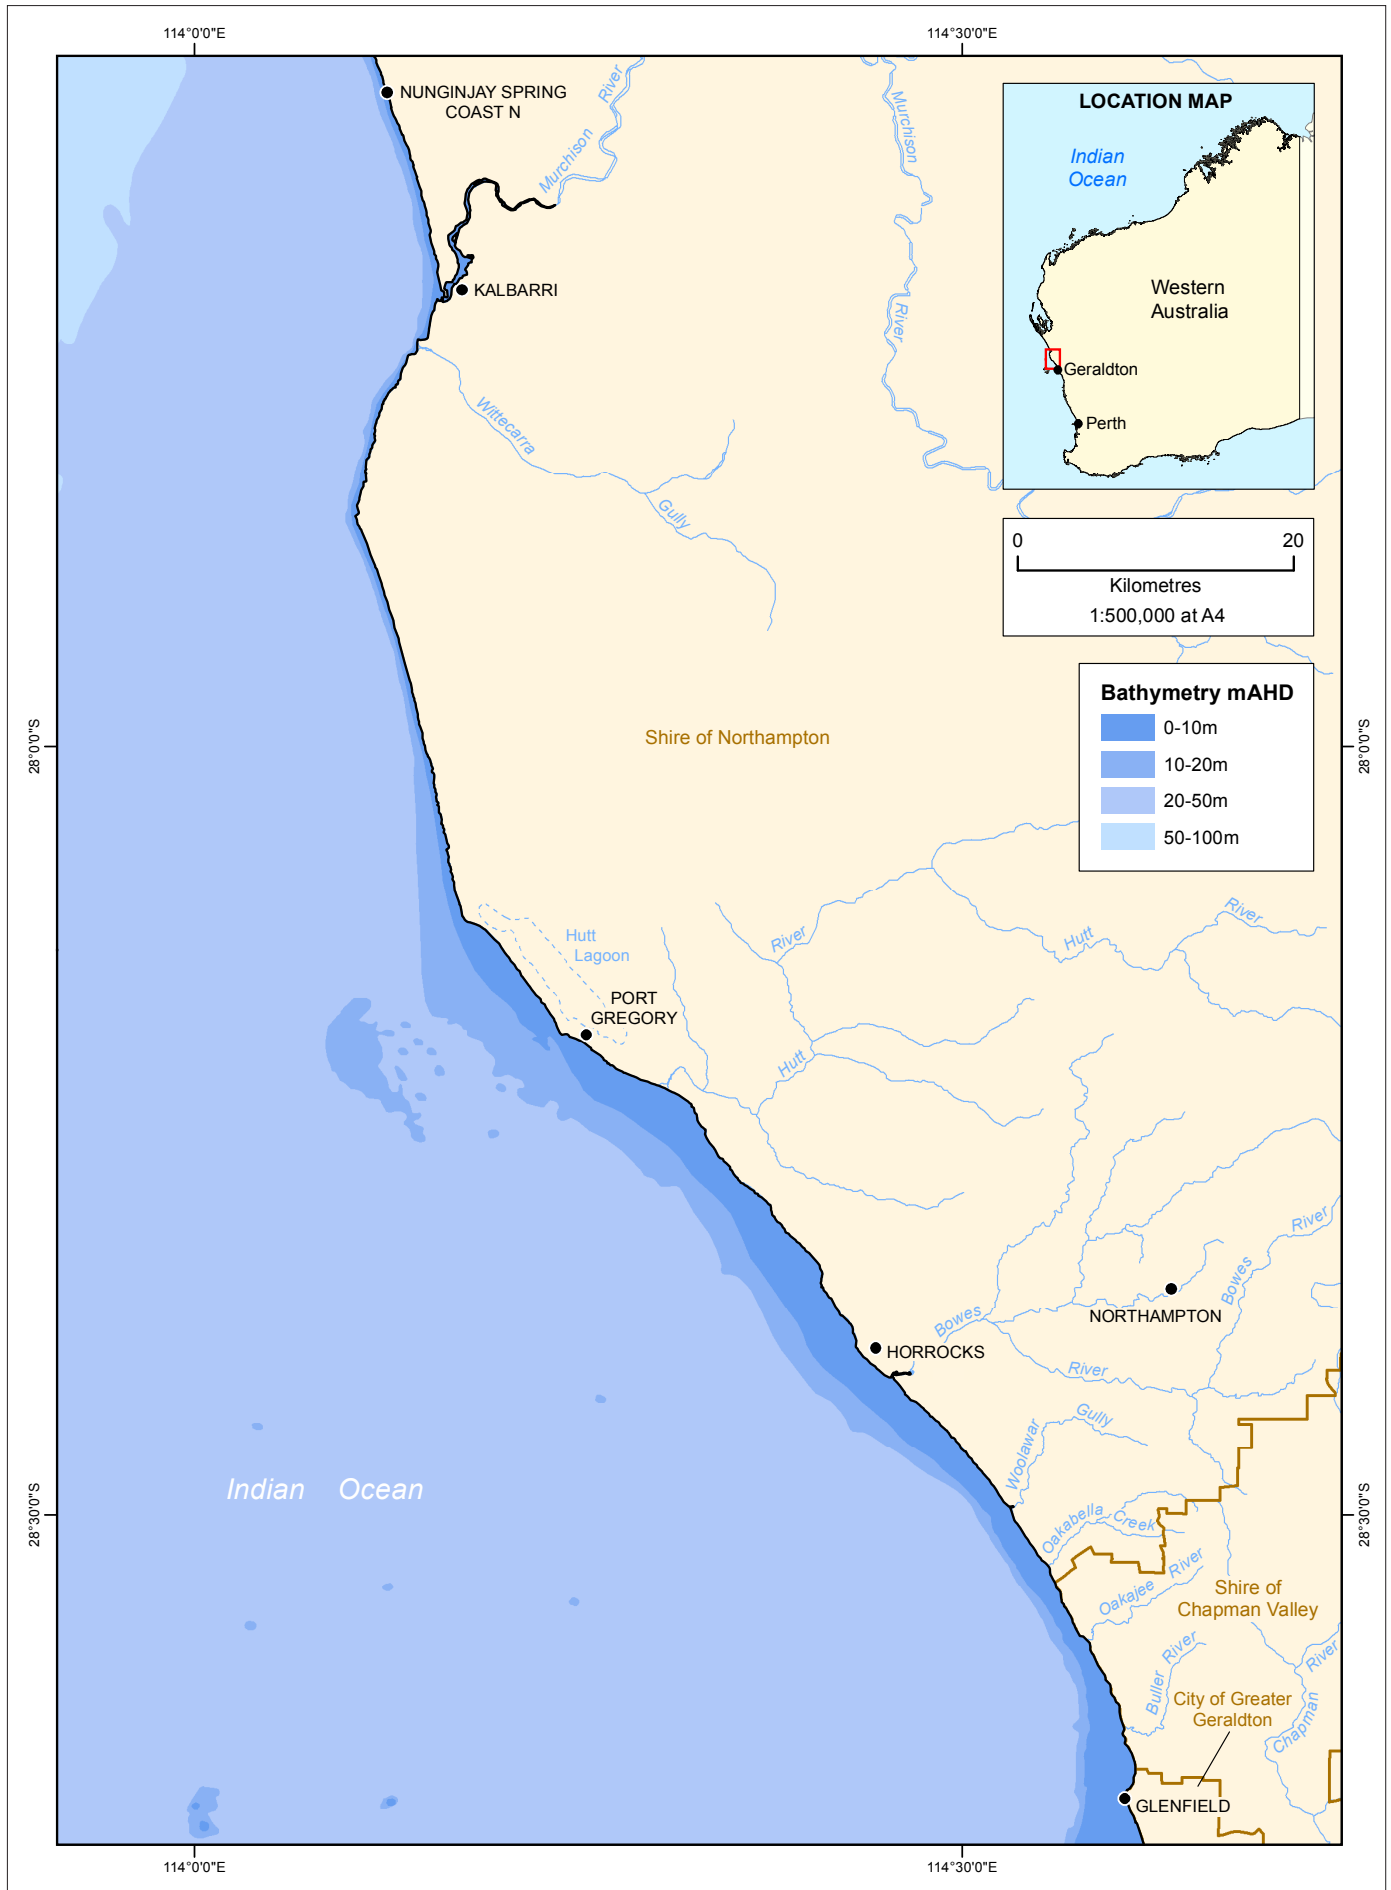 114°0'0"E
114°30'0"E
NUNGINJAY SPRING
COAST N
Murchison
River
Murchison
River
LOCATION MAP
Indian
Ocean
Western
Australia
Geraldton
Perth
KALBARRI
Wittecarra
Gully
0
20
Kilometres
1:500,000 at A4
Bathymetry mAHD
0-10m
10-20m
20-50m
50-100m
28°0'0"S
28°0'0"S
Shire of Northampton
Hutt
Lagoon
PORT
GREGORY
River
Hutt
Hutt
River
Bowes
River
NORTHAMPTON
Bowes
River
HORROCKS
Woolawar
Gully
Indian Ocean
28°30'0"S
28°30'0"S
Oakabella Creek
Oakajee River
Shire of
Chapman Valley
Buller River
Chapman
River
City of Greater
Geraldton
GLENFIELD
114°0'0"E
114°30'0"E